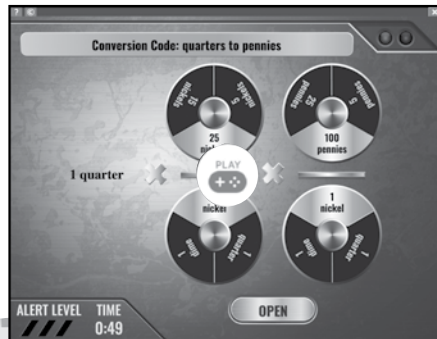 ? C ×
Conversion Code: quarters to pennies
15 nickels
5 nickels
25
25 pennies
5 pennies
100 pennies
1 quarter
PLAY
nickel
1 dime
1 quarter
1 nickel
1 dime
1 quarter
OPEN
ALERT LEVEL
TIME
0:49